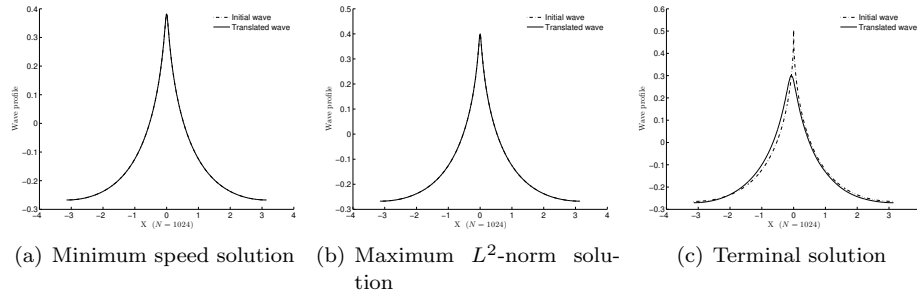 Initial wave
Translated wave
0.4
0.3
0.2
0.1
0
−0.1
−0.2
−0.3
Wave profile
−4 −3 −2 −1 0 1 2 3 4
X (N = 1024)
(a) Minimum speed solution
Initial wave
Translated wave
0.5
0.4
0.3
0.2
0.1
0
−0.1
−0.2
−0.3
Wave profile
−4 −3 −2 −1 0 1 2 3 4
X (N = 1024)
(b) Maximum L²-norm solu-
tion
Initial wave
Translated wave
0.6
0.5
0.4
0.3
0.2
0.1
0
−0.1
−0.2
−0.3
Wave profile
−4 −3 −2 −1 0 1 2 3 4
X (N = 1024)
(c) Terminal solution